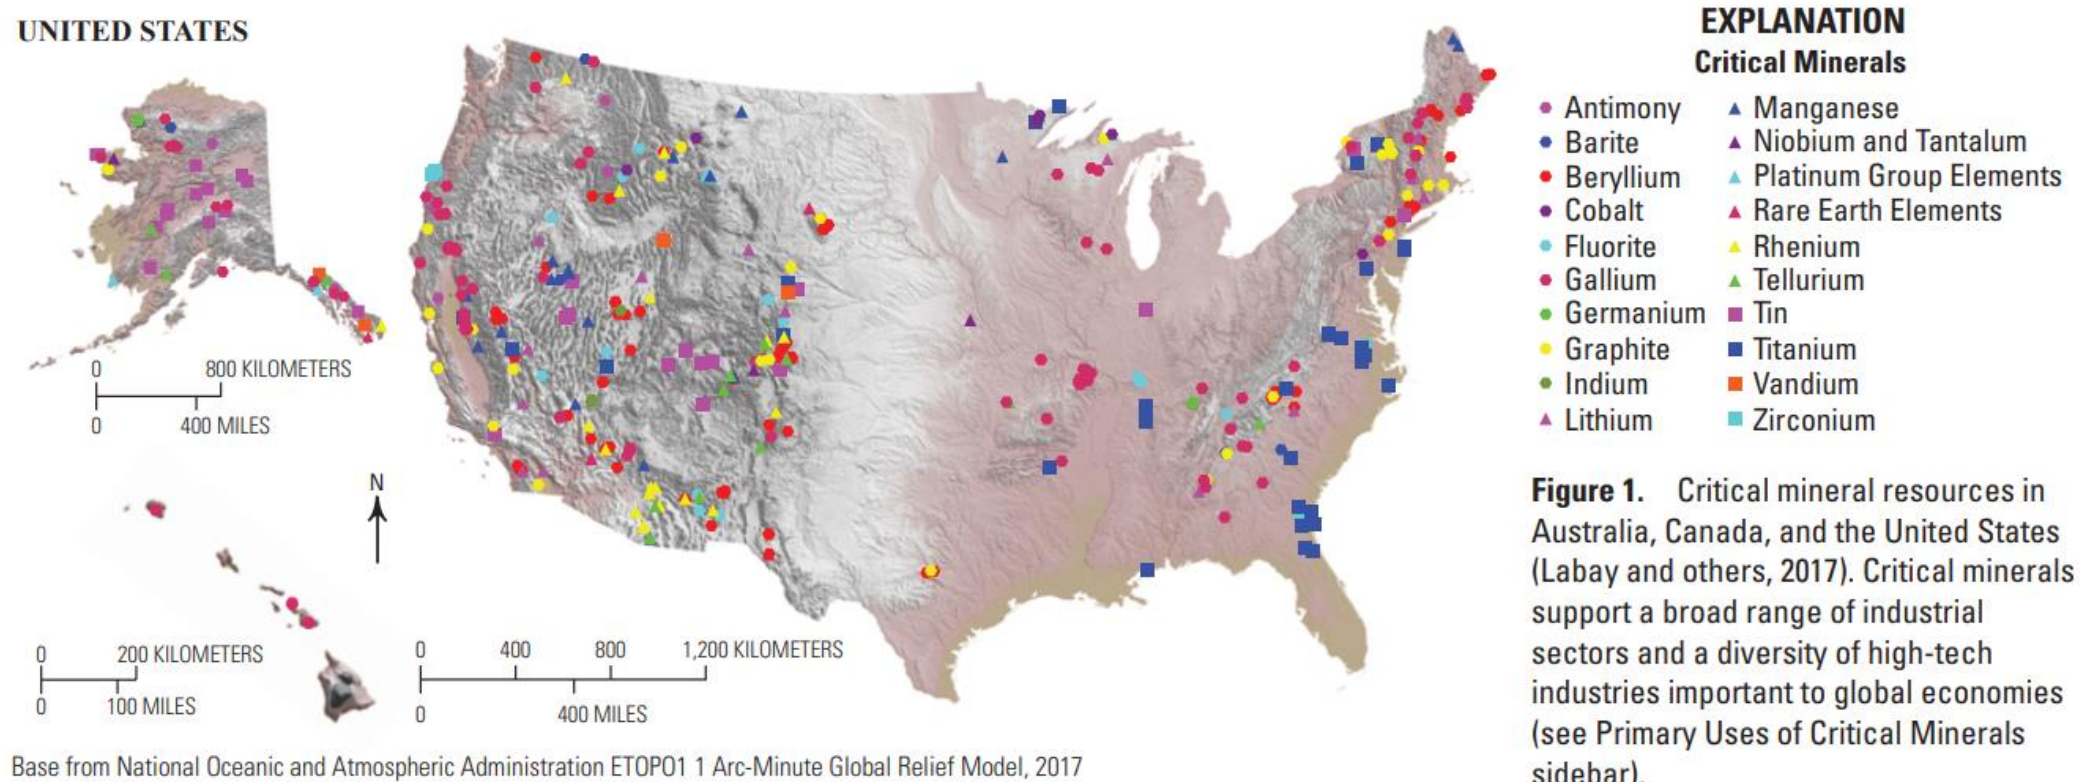 UNITED STATES
0 800 KILOMETERS
0 400 MILES
N
0 200 KILOMETERS
0 100 MILES
0 400 800 1,200 KILOMETERS
0 400 MILES
Base from National Oceanic and Atmospheric Administration ETOPO1 1 Arc-Minute Global Relief Model, 2017
EXPLANATION
Critical Minerals
Antimony
Barite
Beryllium
Cobalt
Fluorite
Gallium
Germanium
Graphite
Indium
Lithium
Manganese
Niobium and Tantalum
Platinum Group Elements
Rare Earth Elements
Rhenium
Tellurium
Tin
Titanium
Vandium
Zirconium
Figure 1. Critical mineral resources in
Australia, Canada, and the United States
(Labay and others, 2017). Critical minerals
support a broad range of industrial
sectors and a diversity of high-tech
industries important to global economies
(see Primary Uses of Critical Minerals
sidebar).